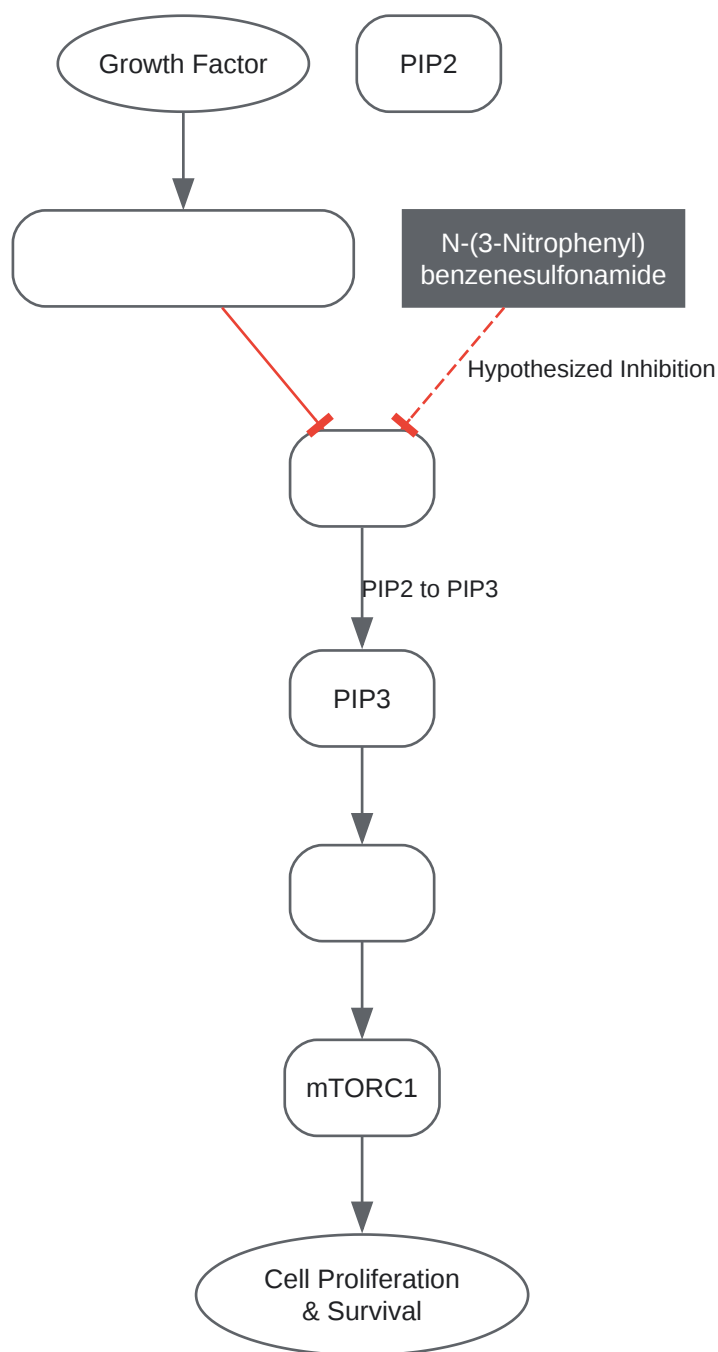 Growth Factor
PIP2
N-(3-Nitrophenyl)
benzenesulfonamide
Hypothesized Inhibition
PIP2 to PIP3
PIP3
mTORC1
Cell Proliferation
& Survival